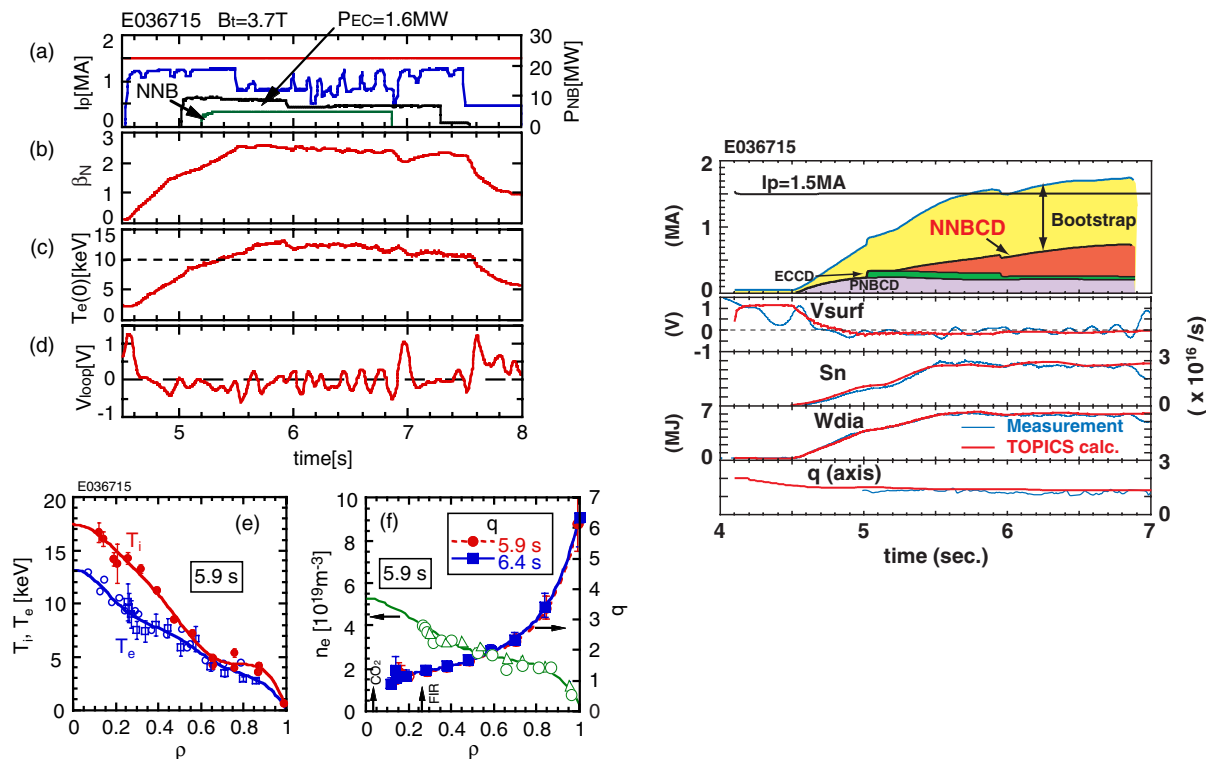 E036715 Bt=3.7T PEC=1.6MW
(a)
Ip[MA]
2
1
0
NNB
30
20
10
0
PNB[MW]
(b)
βN
3
2
1
0
(c)
Te(0)[keV]
15
10
5
0
(d)
Vloop[V]
1
0
-1
5 6 7 8
time[s]
E036715
(e)
Ti, Te [keV]
20
15
10
5
0
Ti
Te
5.9 s
0 0.2 0.4 0.6 0.8 1
ρ
(f)
ne [10^19m-3]
10
8
6
4
2
0
q
5.9 s
6.4 s
5.9 s
CO2
FIR
7
6
5
4
3
2
1
0
q
0 0.2 0.4 0.6 0.8 1
ρ
E036715
2
1
0
(MA)
Ip=1.5MA
Bootstrap
NNBCD
ECCD
PNBCD
1
0
-1
(V)
Vsurf
Sn
3
0
( x 10^16 /s)
7
0
(MJ)
Wdia
Measurement
TOPICS calc.
q (axis)
3
0
4 5 6 7
time (sec.)